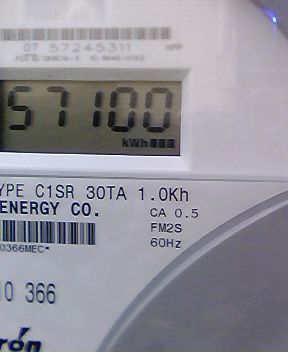 07 57245311
57100
kWh
YPE C1SR 30TA 1.0Kh
ENERGY CO.
CA 0.5
FM2S
60Hz
0366MEC*
10 366
rón